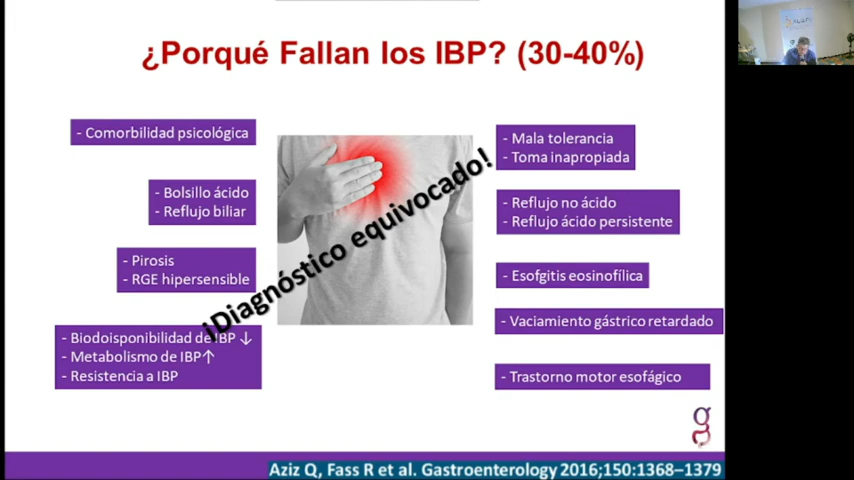 ¿Porqué Fallan los IBP? (30-40%)
- Comorbilidad psicológica
- Bolsillo ácido
- Reflujo biliar
- Pirosis
- RGE hipersensible
- Biodoisponibilidad de IBP ↓
- Metabolismo de IBP↑
- Resistencia a IBP
¡Diagnóstico equivocado!
- Mala tolerancia
- Toma inapropiada
- Reflujo no ácido
- Reflujo ácido persistente
- Esofgitis eosinofílica
- Vaciamiento gástrico retardado
- Trastorno motor esofágico
Aziz Q, Fass R et al. Gastroenterology 2016;150:1368–1379